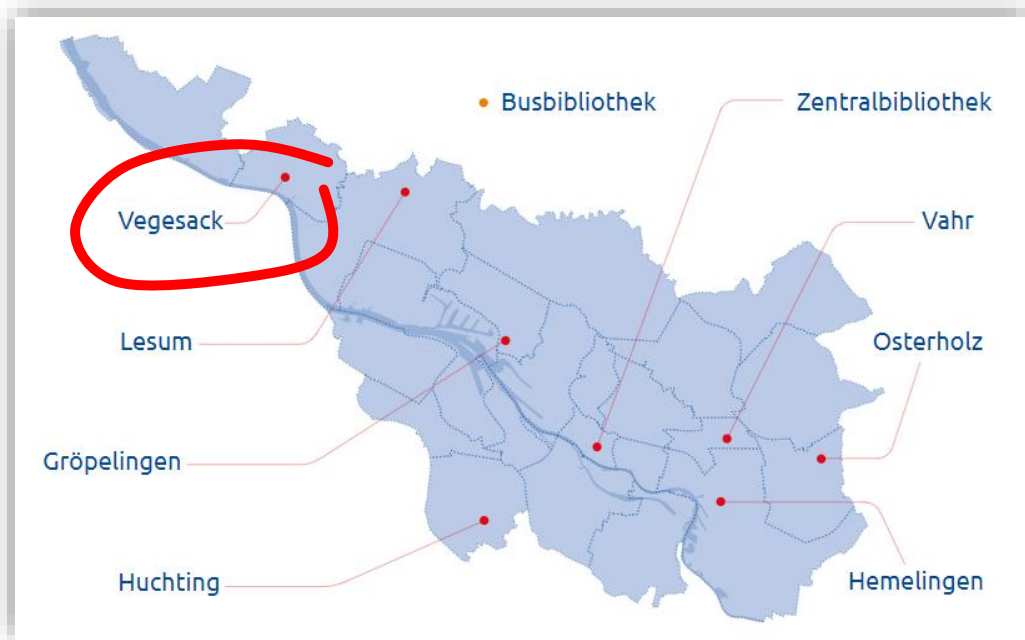 Busbibliothek
Zentralbibliothek
Vegesack
Vahr
Lesum
Osterholz
Gröpelingen
Huchting
Hemelingen